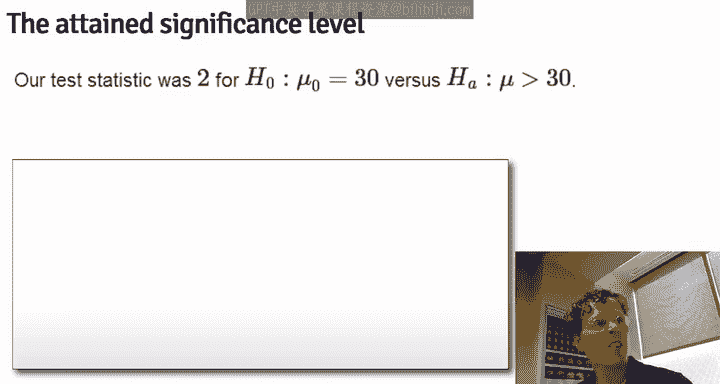 The attained significance level
Our test statistic was 2 for H₀ : μ₀ = 30 versus Hₐ : μ > 30.